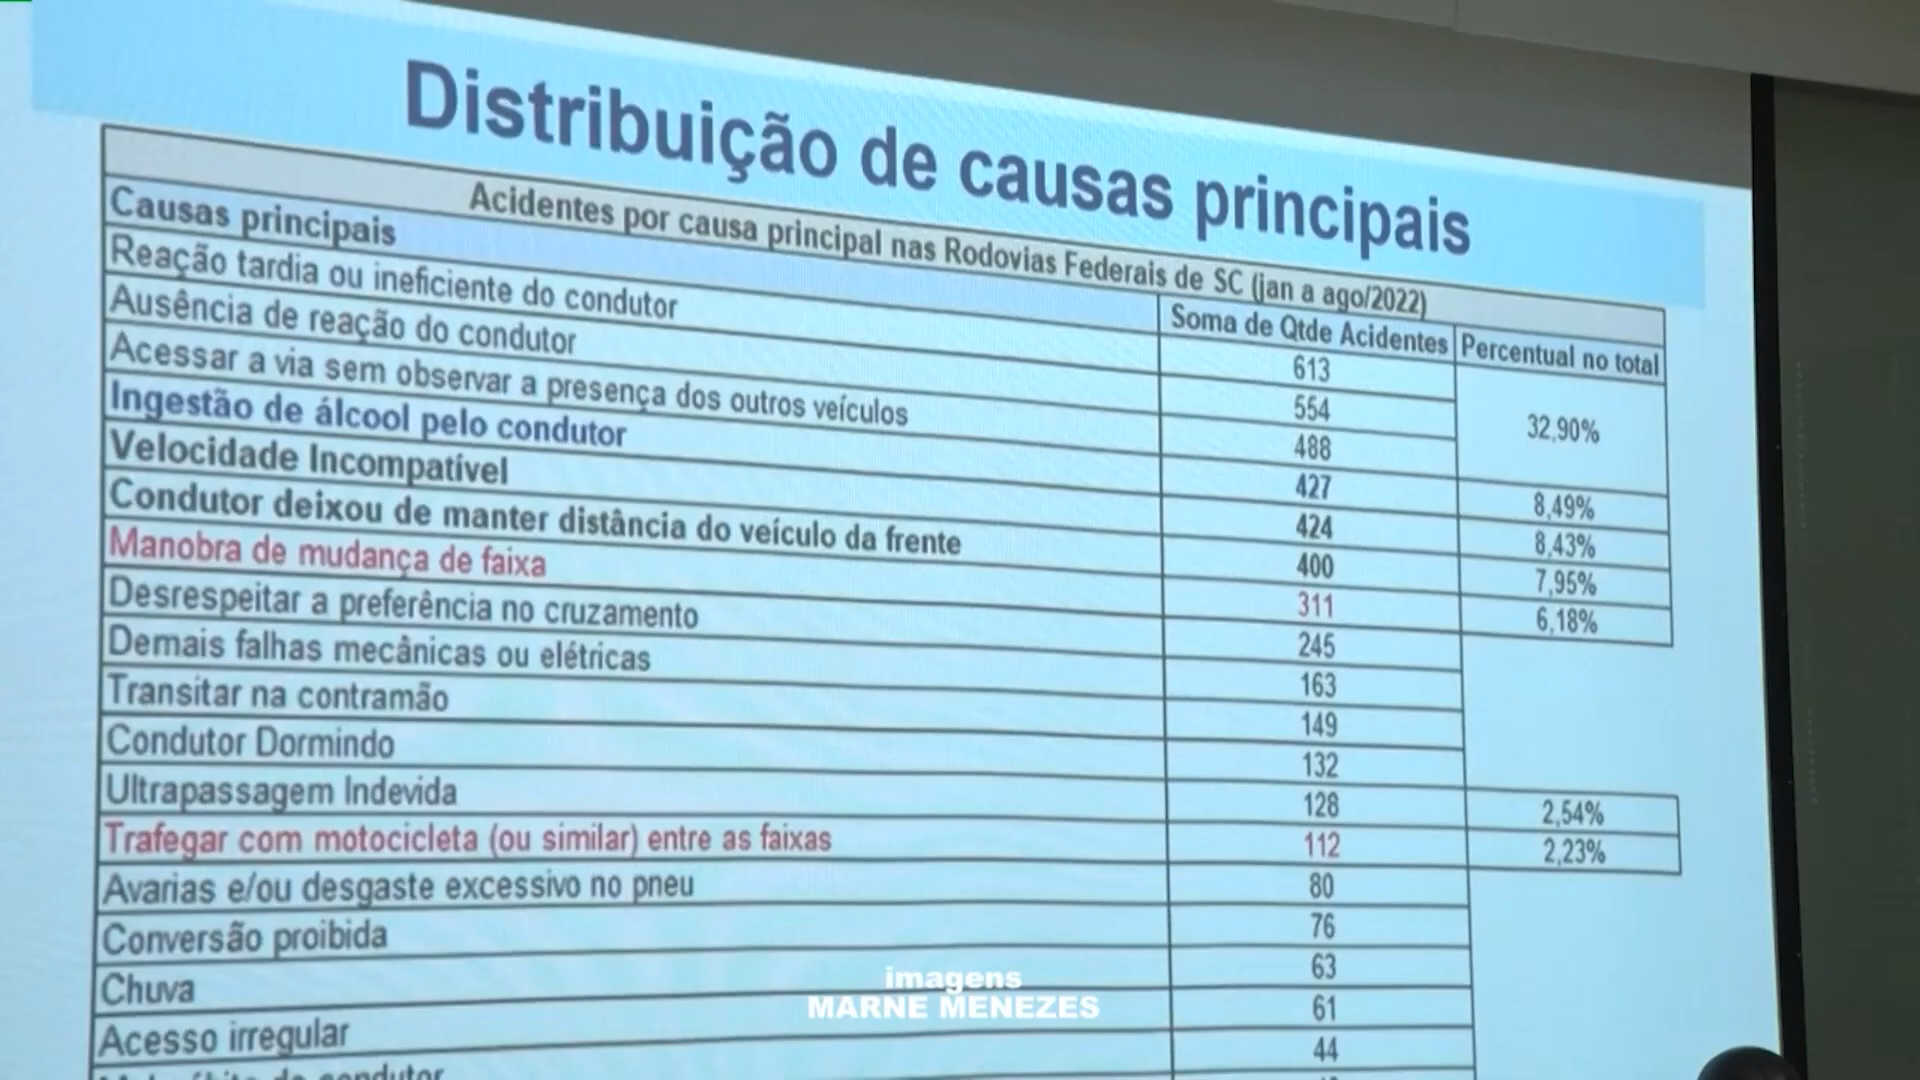 Distribuição de causas principais
Acidentes por causa principal nas Rodovias Federais de SC (jan a ago/2022)
Causas principais Soma de Qtde Acidentes Percentual no total
Reação tardia ou ineficiente do condutor 613
Ausência de reação do condutor 554 32,90%
Acessar a via sem observar a presença dos outros veículos 488
Ingestão de álcool pelo condutor 427 8,49%
Velocidade Incompatível 424 8,43%
Condutor deixou de manter distância do veículo da frente 400 7,95%
Manobra de mudança de faixa 311 6,18%
Desrespeitar a preferência no cruzamento 245
Demais falhas mecânicas ou elétricas 163
Transitar na contramão 149
Condutor Dormindo 132
Ultrapassagem Indevida 128 2,54%
Trafegar com motocicleta (ou similar) entre as faixas 112 2,23%
Avarias e/ou desgaste excessivo no pneu 80
Conversão proibida 76
Chuva 63
Acesso irregular 61
condutor 44
imagens
MARNE MENEZES